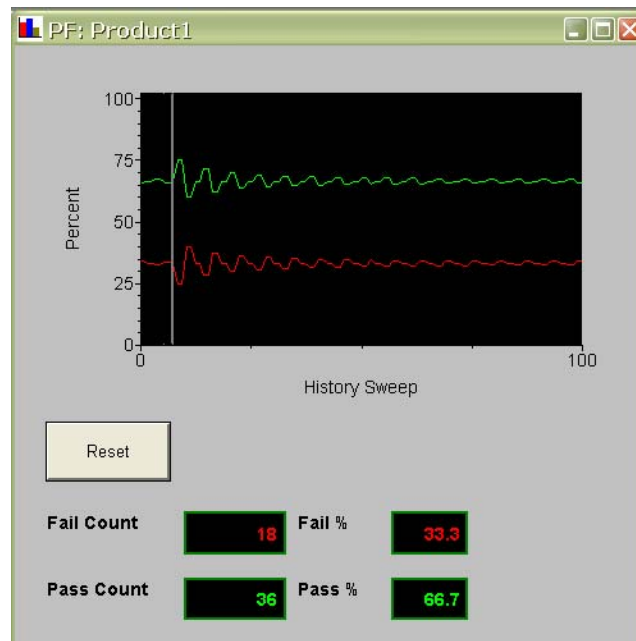 PF: Product1
100
75
50
25
0
Percent
0
100
History Sweep
Reset
Fail Count
18
Fail %
33.3
Pass Count
36
Pass %
66.7